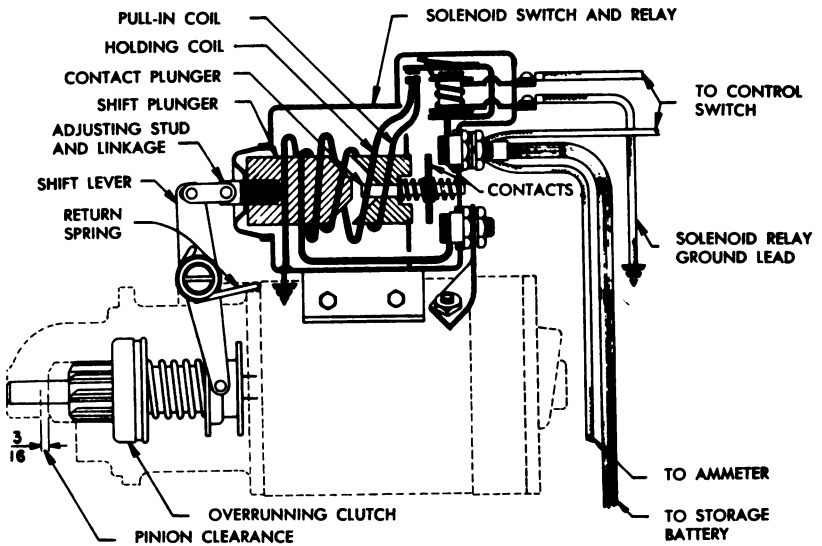 PULL-IN COIL
HOLDING COIL
CONTACT PLUNGER
SHIFT PLUNGER
ADJUSTING STUD
AND LINKAGE
SHIFT LEVER
RETURN
SPRING
SOLENOID SWITCH AND RELAY
TO CONTROL
SWITCH
CONTACTS
SOLENOID RELAY
GROUND LEAD
3
16
OVERRUNNING CLUTCH
PINION CLEARANCE
TO AMMETER
TO STORAGE
BATTERY